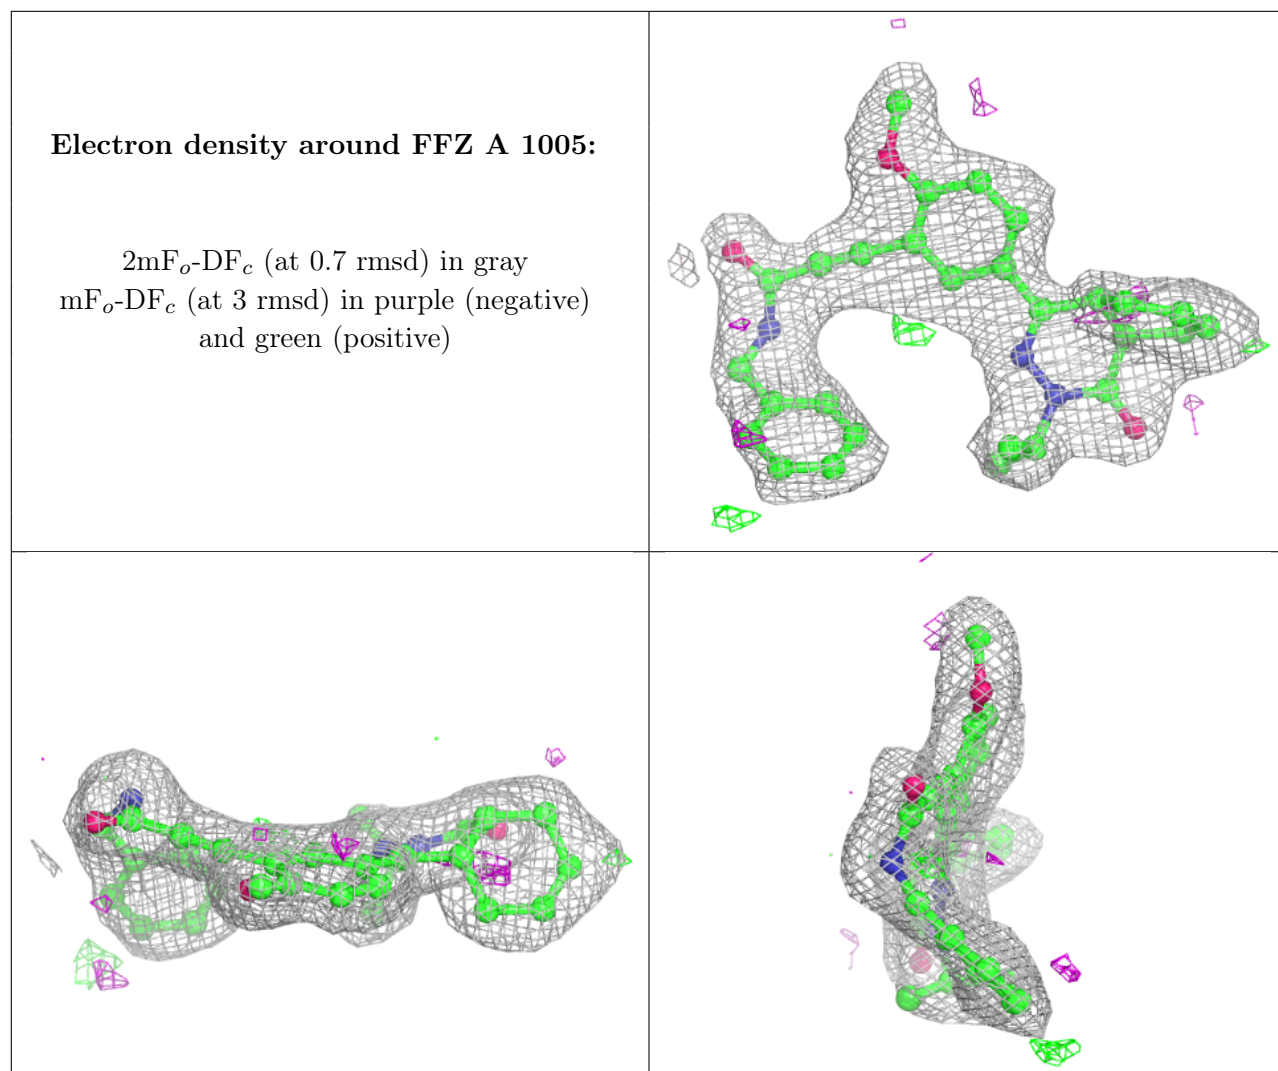 Electron density around FFZ A 1005:
2mFₒ-DF𝑐 (at 0.7 rmsd) in gray
mFₒ-DF𝑐 (at 3 rmsd) in purple (negative)
and green (positive)